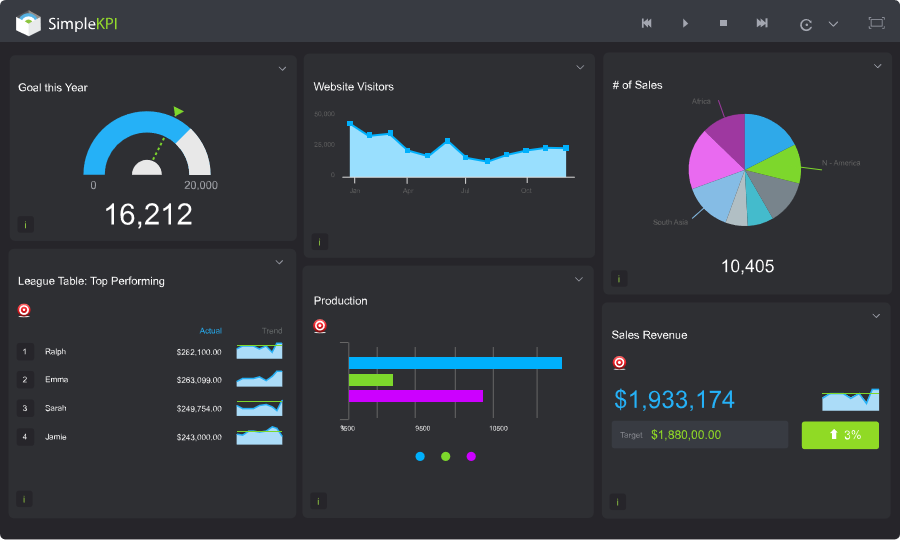 SimpleKPI
Goal this Year
0
20,000
16,212
i
Website Visitors
50,000
25,000
0
Jan
Apr
Jul
Oct
i
# of Sales
Africa
N - America
South Asia
10,405
i
League Table: Top Performing
Actual
Trend
1 Ralph $262,100.00
2 Emma $263,099.00
3 Sarah $249,754.00
4 Jamie $243,000.00
i
Production
9500
10500
i
Sales Revenue
$1,933,174
Target $1,880,00.00
3%
i